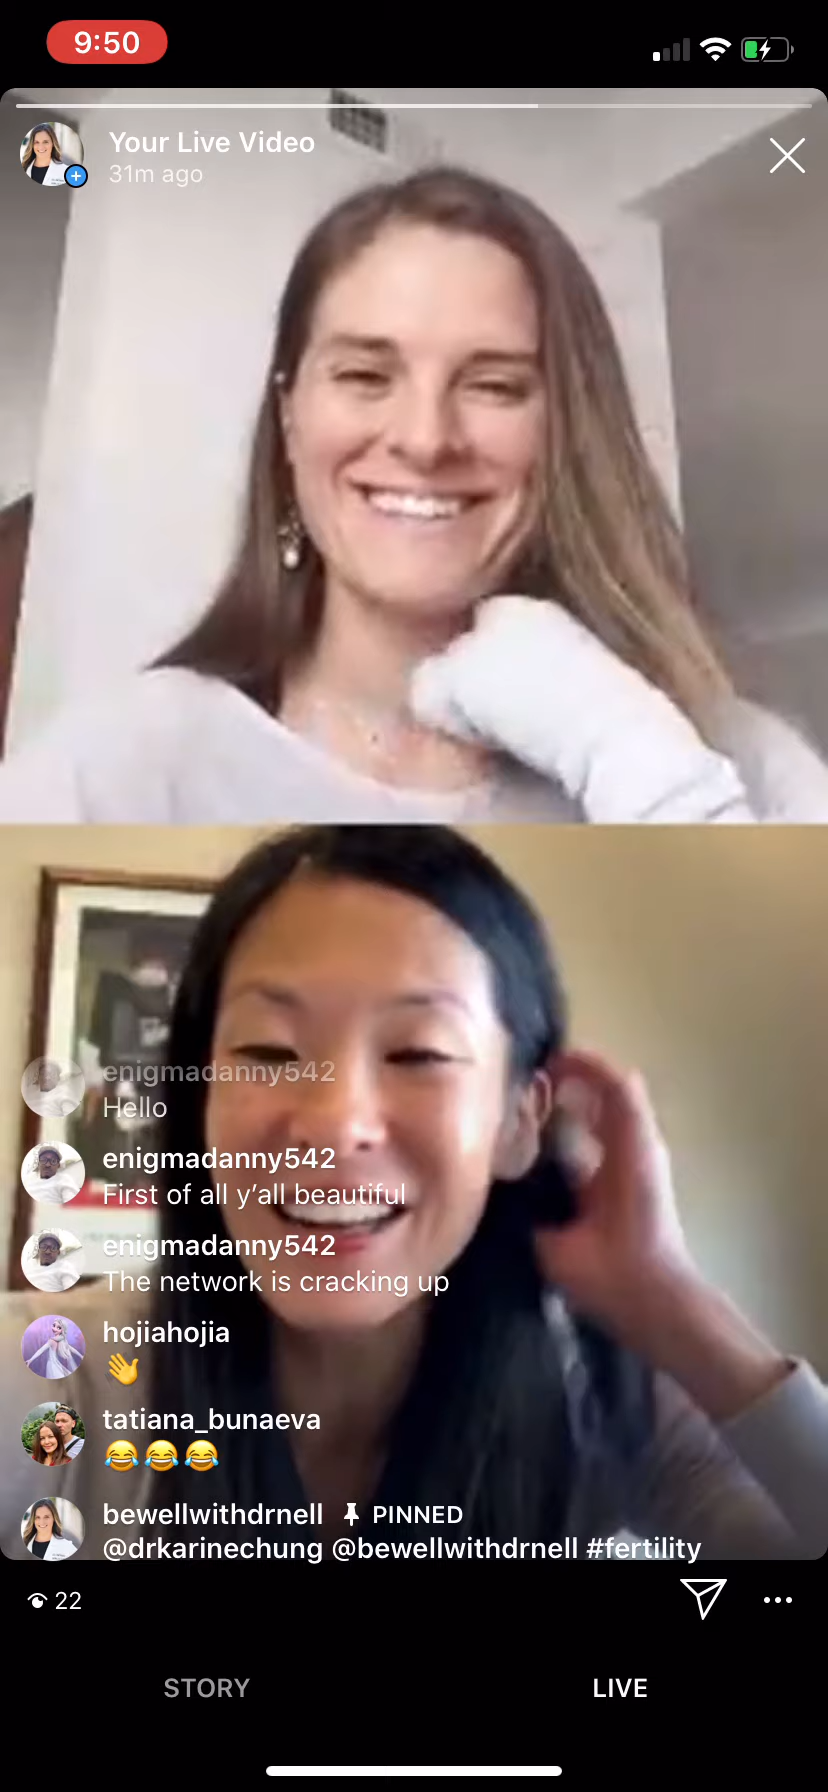 9:50
Your Live Video
31m ago
enigmadanny542
Hello
enigmadanny542
First of all y’all beautiful
enigmadanny542
The network is cracking up
hojiahojia
👋
tatiana_bunaeva
😂😂😂
bewellwithdrnell 📌 PINNED
@drkarinechung @bewellwithdrnell #fertility
22
STORY
LIVE